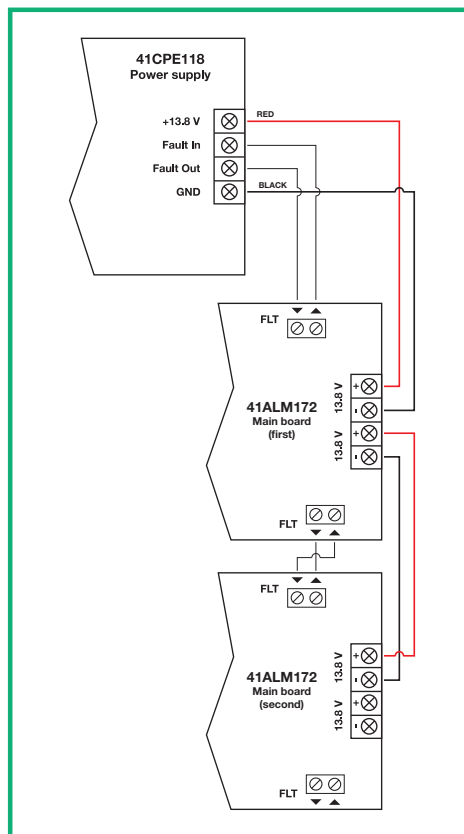 41CPE118
Power supply
+13.8 V
Fault In
Fault Out
GND
RED
BLACK
FLT
41ALM172
Main board
(first)
+
-
13.8 V
+
-
13.8 V
FLT
FLT
41ALM172
Main board
(second)
+
-
13.8 V
+
-
13.8 V
FLT